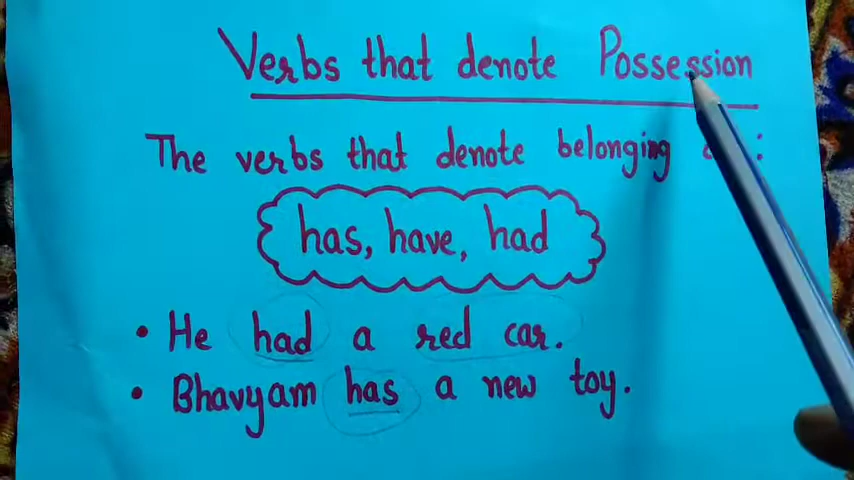 Verbs that denote Possession
The verbs that denote belonging :
has, have, had
• He had a red car.
• Bhavyam has a new toy.